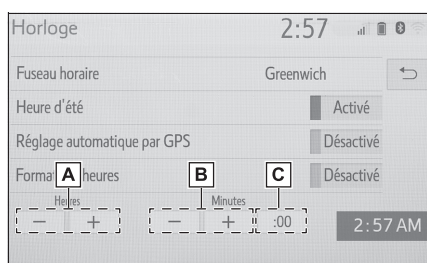 Horloge 2:57
Fuseau horaire Greenwich
Heure d'été Activé
Réglage automatique par GPS Désactivé
Format heures Désactivé
A B C
Heures Minutes
− + − + :00 2:57 AM